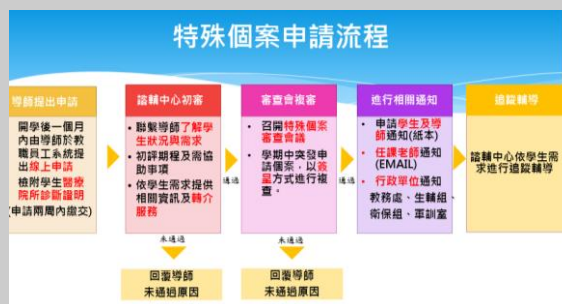 特殊個案申請流程
導師提出申請
開學後一個月
內由導師於教
職員工系統提
出線上申請
檢附學生醫療
院所診斷證明
(申請兩周內繳交)
諮輔中心初審
• 聯繫導師了解學
生狀況與需求
• 初評期程及需協
助事項
• 依學生需求提供
相關資訊及轉介
服務
通過
未通過
回覆導師
未通過原因
審查會複審
• 召開特殊個案
審查會議
• 學期中突發申
請個案,以簽
呈方式進行複
查。
通過
未通過
回覆導師
未通過原因
進行相關通知
• 申請學生及導
師通知(紙本)
• 任課老師通知
(EMAIL)
• 行政單位通知
教務處、生輔組、
衛保組、軍訓室
追蹤輔導
諮輔中心依學生需
求進行追蹤輔導